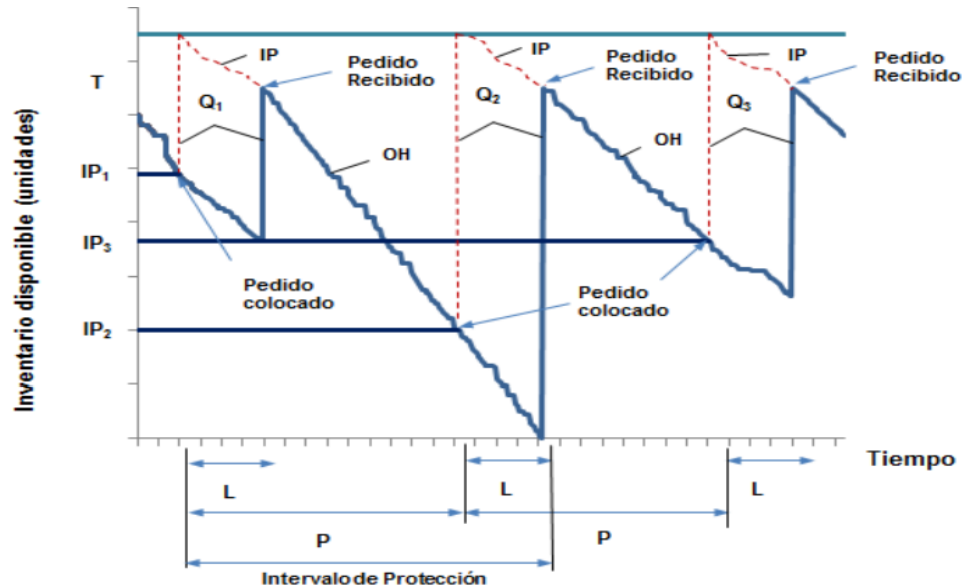 Inventario disponible (unidades)
T
IP₁
IP₃
IP₂
IP
Pedido
Recibido
Q₁
OH
Pedido
colocado
IP
Pedido
Recibido
Q₂
OH
Pedido
colocado
IP
Pedido
Recibido
Q₃
Tiempo
L
L
L
P
P
Intervalo de Protección